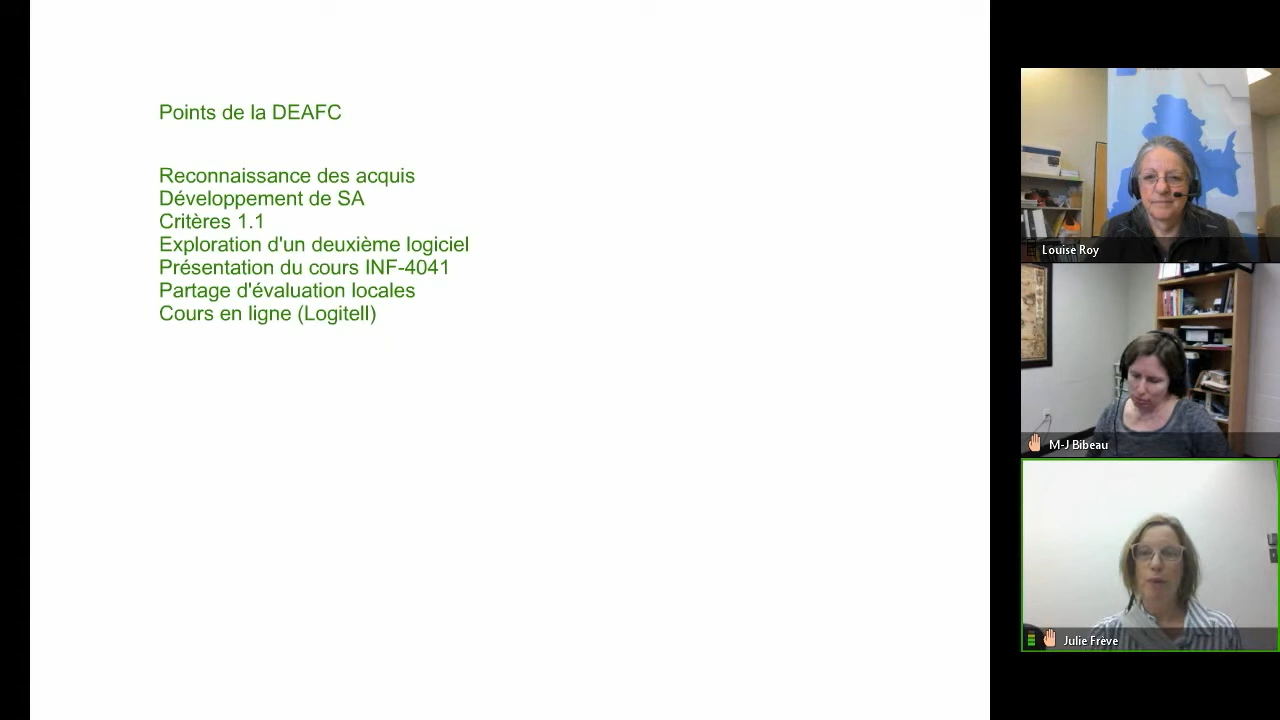 Points de la DEAFC
Reconnaissance des acquis
Développement de SA
Critères 1.1
Exploration d'un deuxième logiciel
Présentation du cours INF-4041
Partage d'évaluation locales
Cours en ligne (Logitell)
Louise Roy
M-J Bibeau
Julie Frève